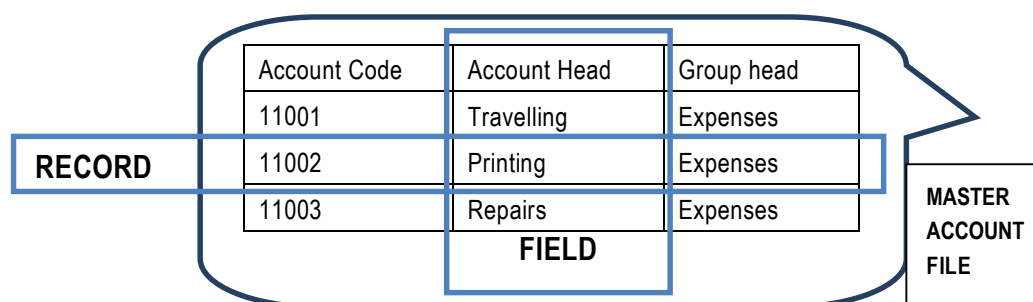 Account Code Account Head Group head
11001 Travelling Expenses
RECORD 11002 Printing Expenses
11003 Repairs Expenses
FIELD
MASTER
ACCOUNT
FILE